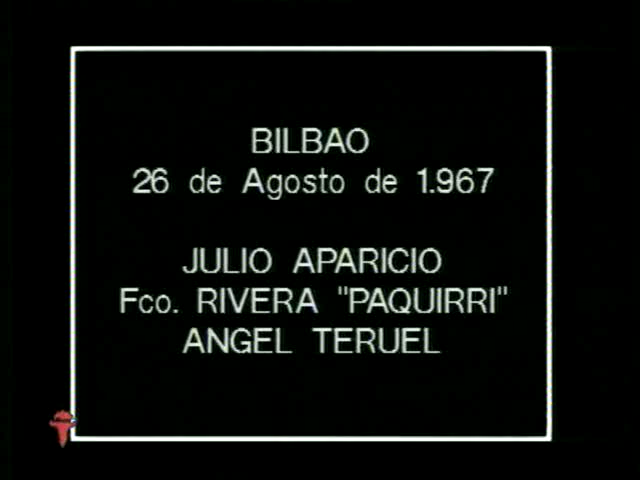 BILBAO
26 de Agosto de 1.967
JULIO APARICIO
Fco. RIVERA "PAQUIRRI"
ANGEL TERUEL